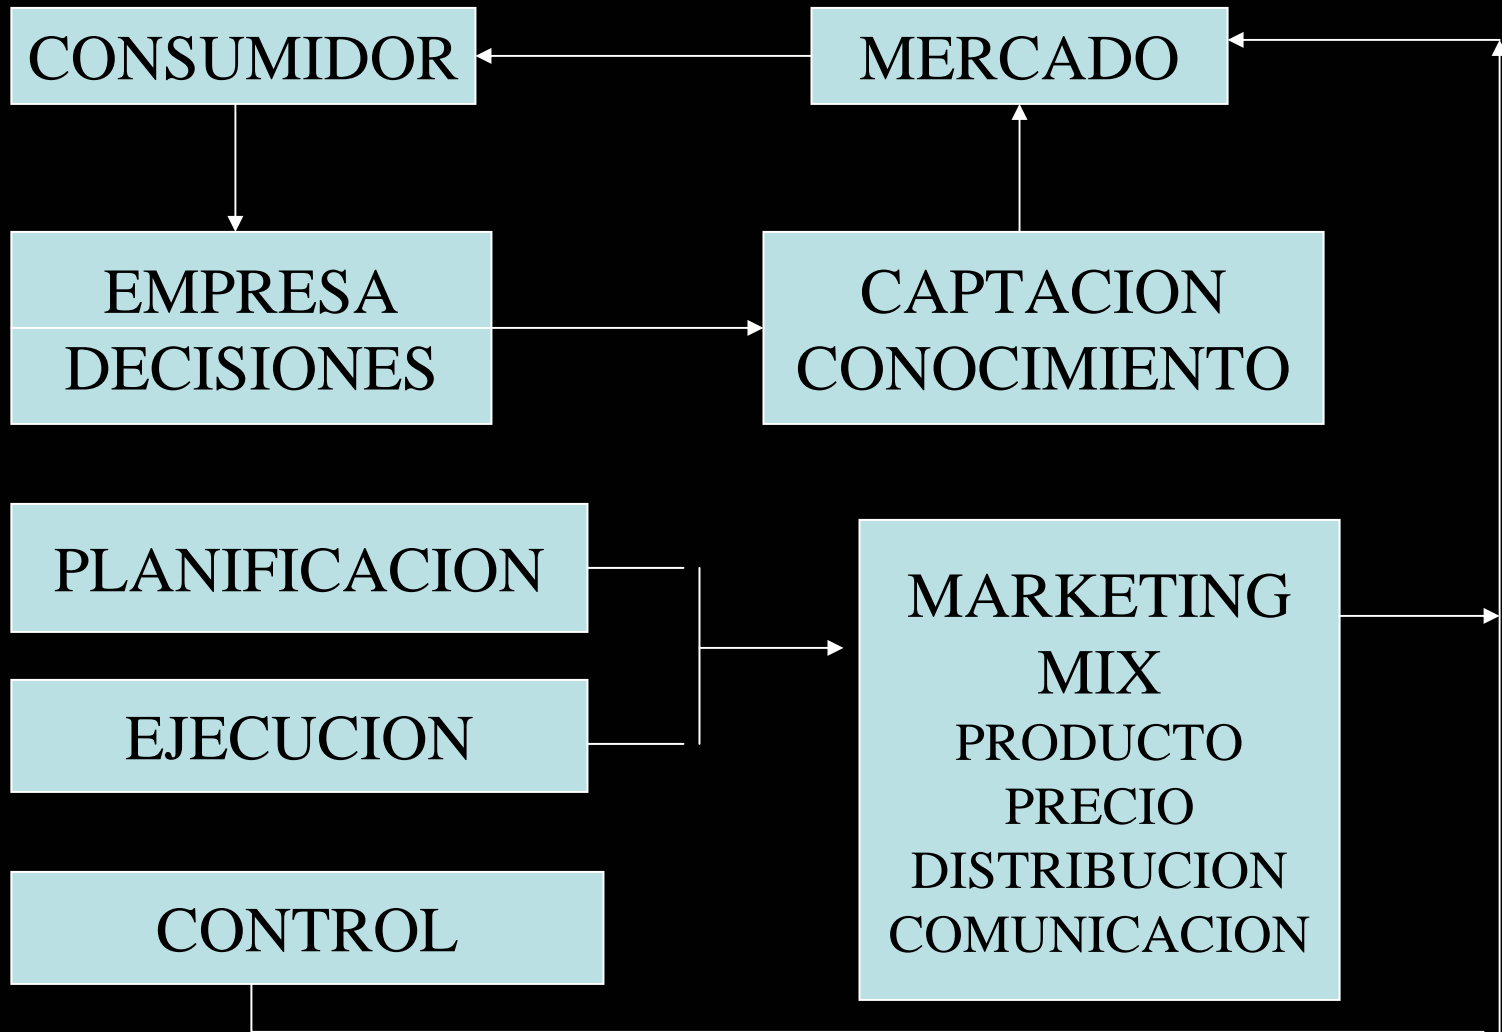 CONSUMIDOR
MERCADO
EMPRESA
DECISIONES
CAPTACION
CONOCIMIENTO
PLANIFICACION
EJECUCION
CONTROL
MARKETING
MIX
PRODUCTO
PRECIO
DISTRIBUCION
COMUNICACION